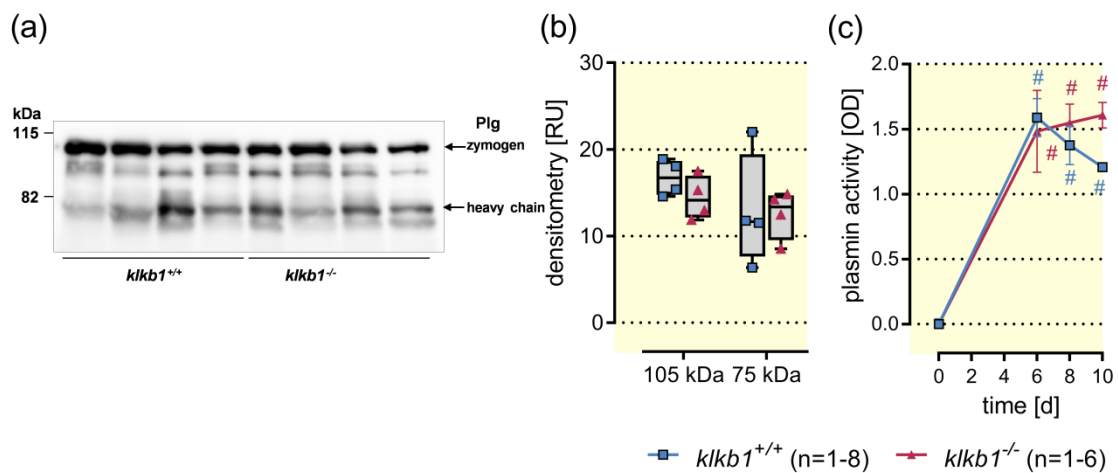 (a)
kDa
115
82
Plg
zymogen
heavy chain
klkb1+/+
klkb1-/-
(b)
densitometry [RU]
30
20
10
0
105 kDa
75 kDa
(c)
plasmin activity [OD]
2.0
1.5
1.0
0.5
0.0
# # #
#
# #
0 2 4 6 8 10
time [d]
klkb1+/+ (n=1-8)
klkb1-/- (n=1-6)